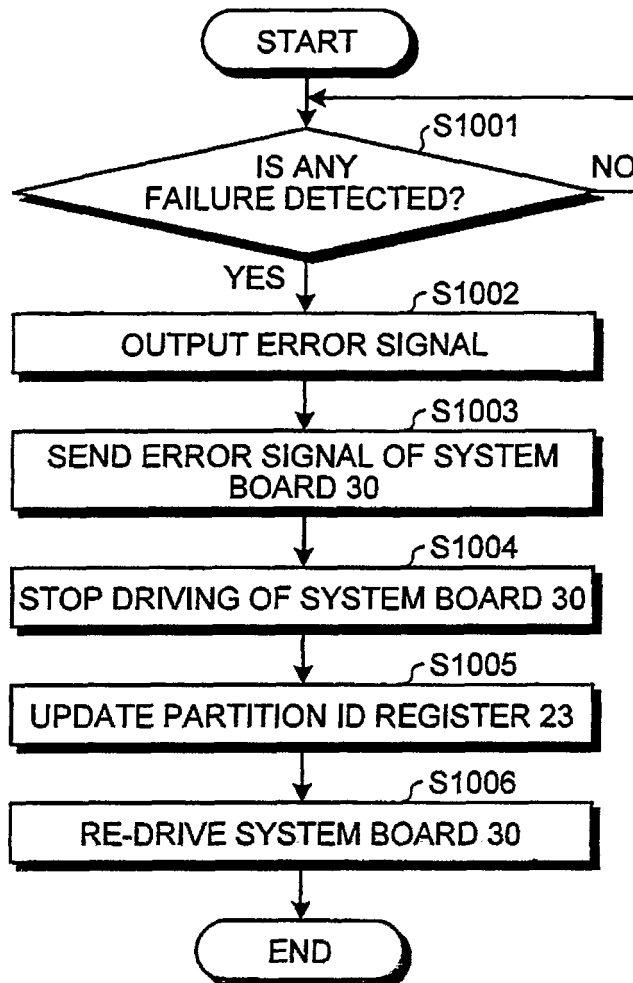 START
S1001
IS ANY
FAILURE DETECTED?
NO
YES
S1002
OUTPUT ERROR SIGNAL
S1003
SEND ERROR SIGNAL OF SYSTEM
BOARD 30
S1004
STOP DRIVING OF SYSTEM BOARD 30
S1005
UPDATE PARTITION ID REGISTER 23
S1006
RE-DRIVE SYSTEM BOARD 30
END